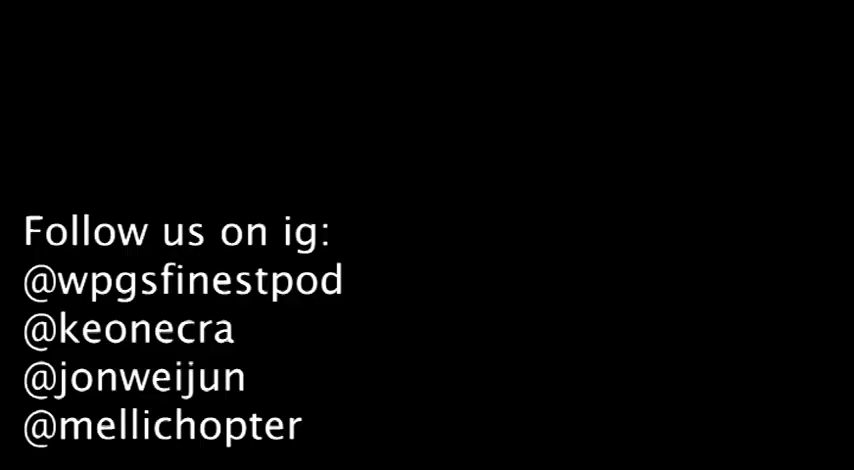 Follow us on ig:
@wpgsfinestpod
@keonecra
@jonweijun
@mellichopter